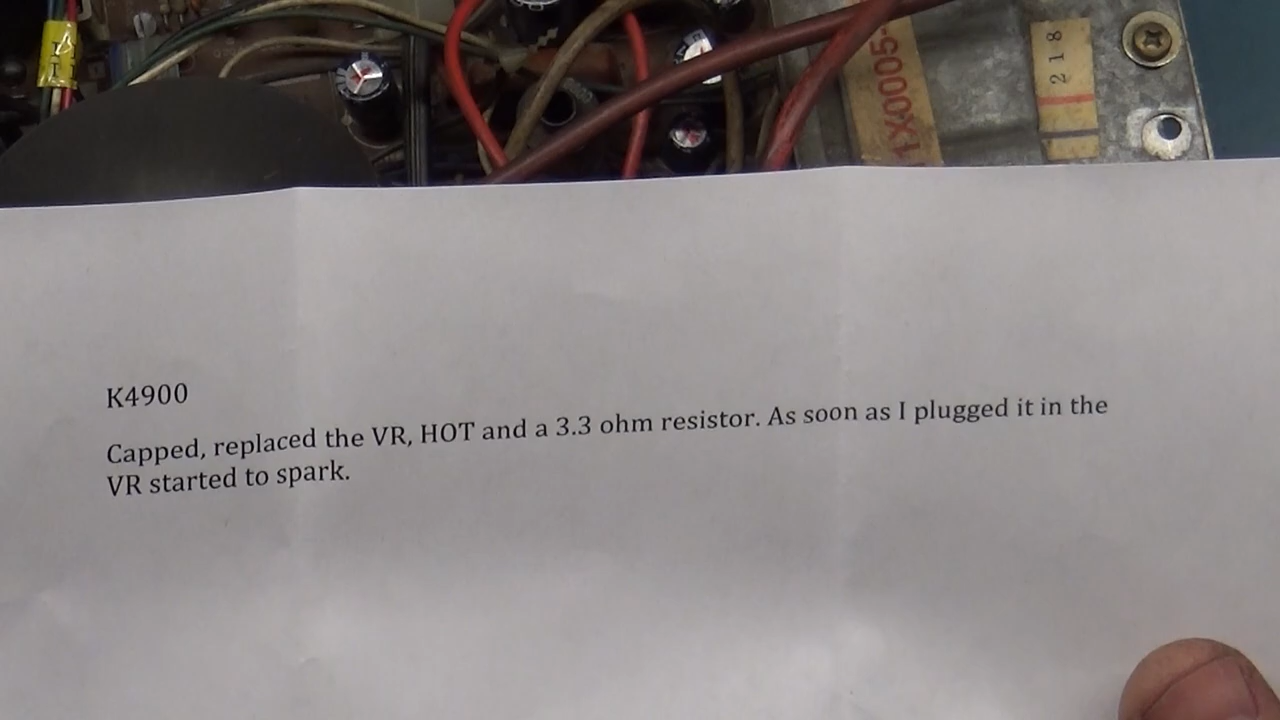 1X0005-
218
K4900
Capped, replaced the VR, HOT and a 3.3 ohm resistor. As soon as I plugged it in the
VR started to spark.